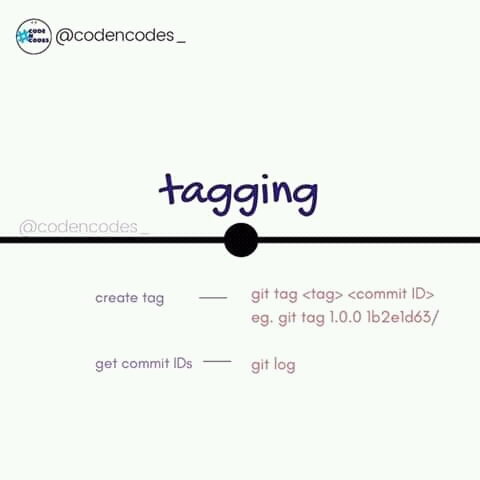 #CODE
N
CODES
@codencodes_
tagging
@codencodes_
create tag
git tag <tag> <commit ID>
eg. git tag 1.0.0 1b2e1d63/
get commit IDs
git log